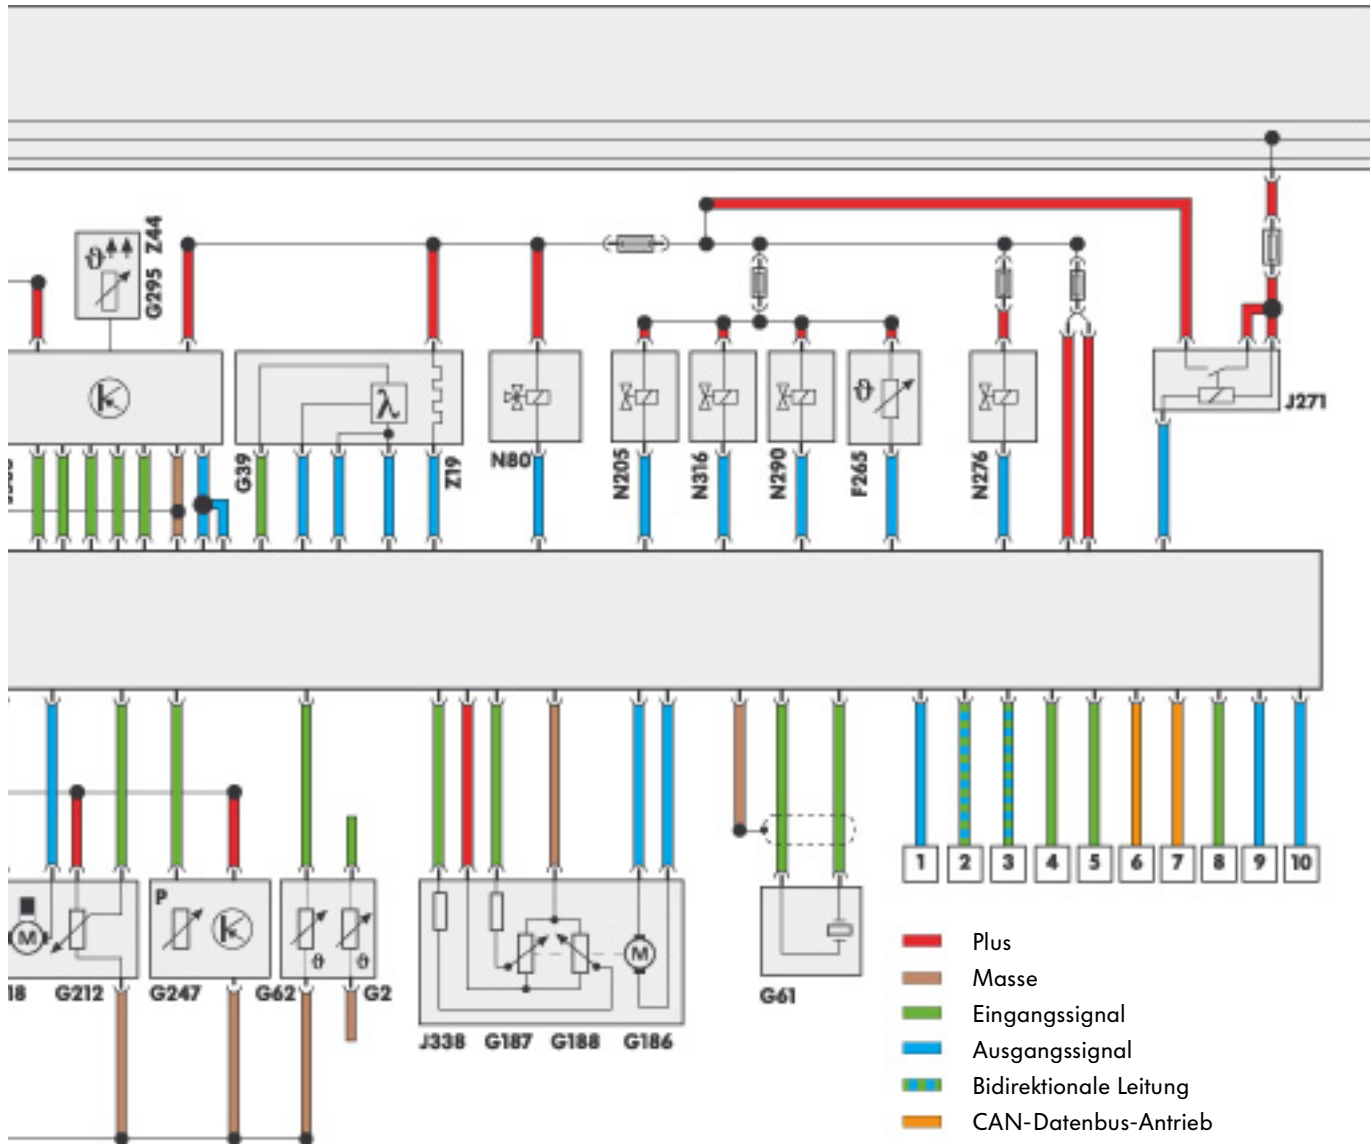 Z44
G295
ϑ
λ
J271
G39
Z19
N80
N205
N316
N290
ϑ
F265
N276
P
M
ϑ
ϑ
M
18
G212
G247
G62
G2
J338
G187
G188
G186
G61
1
2
3
4
5
6
7
8
9
10
Plus
Masse
Eingangssignal
Ausgangssignal
Bidirektionale Leitung
CAN-Datenbus-Antrieb